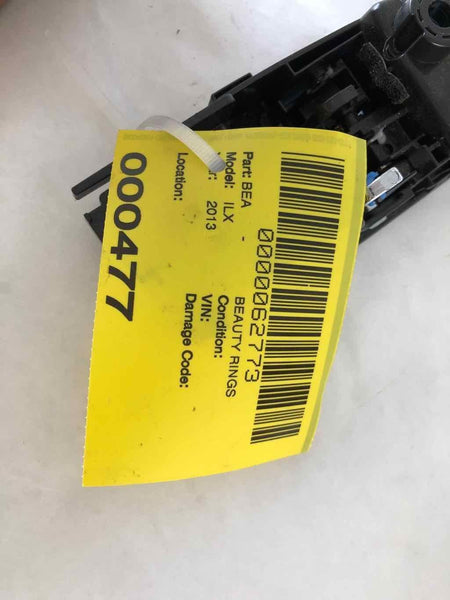 0000062773
Part: BEA - BEAUTY RINGS
Model: ILX Condition:
2013 VIN:
Location: Damage Code:
000477